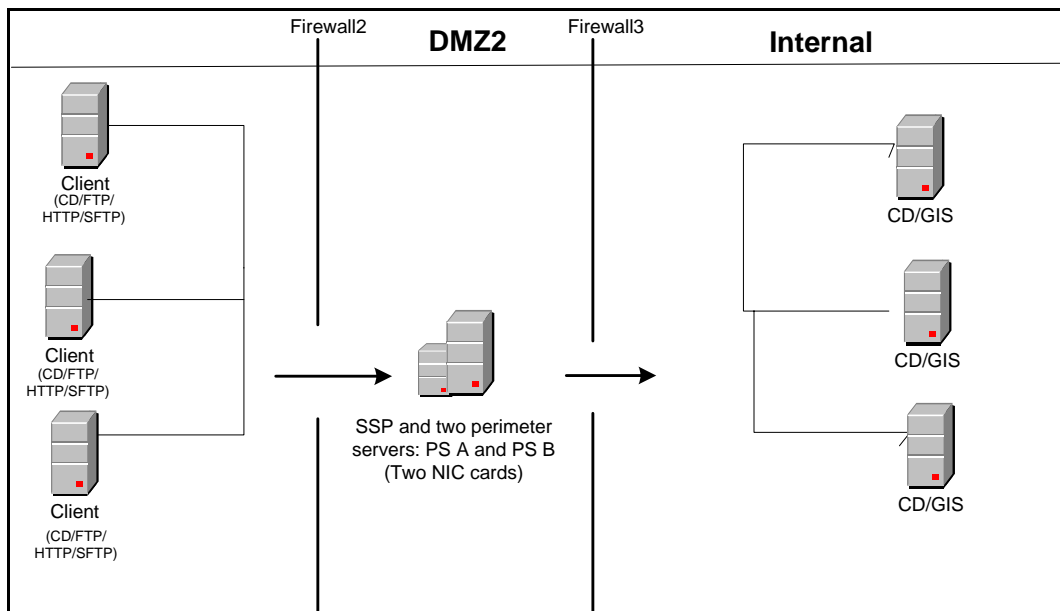 Firewall2
DMZ2
Firewall3
Internal
Client
(CD/FTP/
HTTP/SFTP)
Client
(CD/FTP/
HTTP/SFTP)
Client
(CD/FTP/
HTTP/SFTP)
SSP and two perimeter
servers: PS A and PS B
(Two NIC cards)
CD/GIS
CD/GIS
CD/GIS